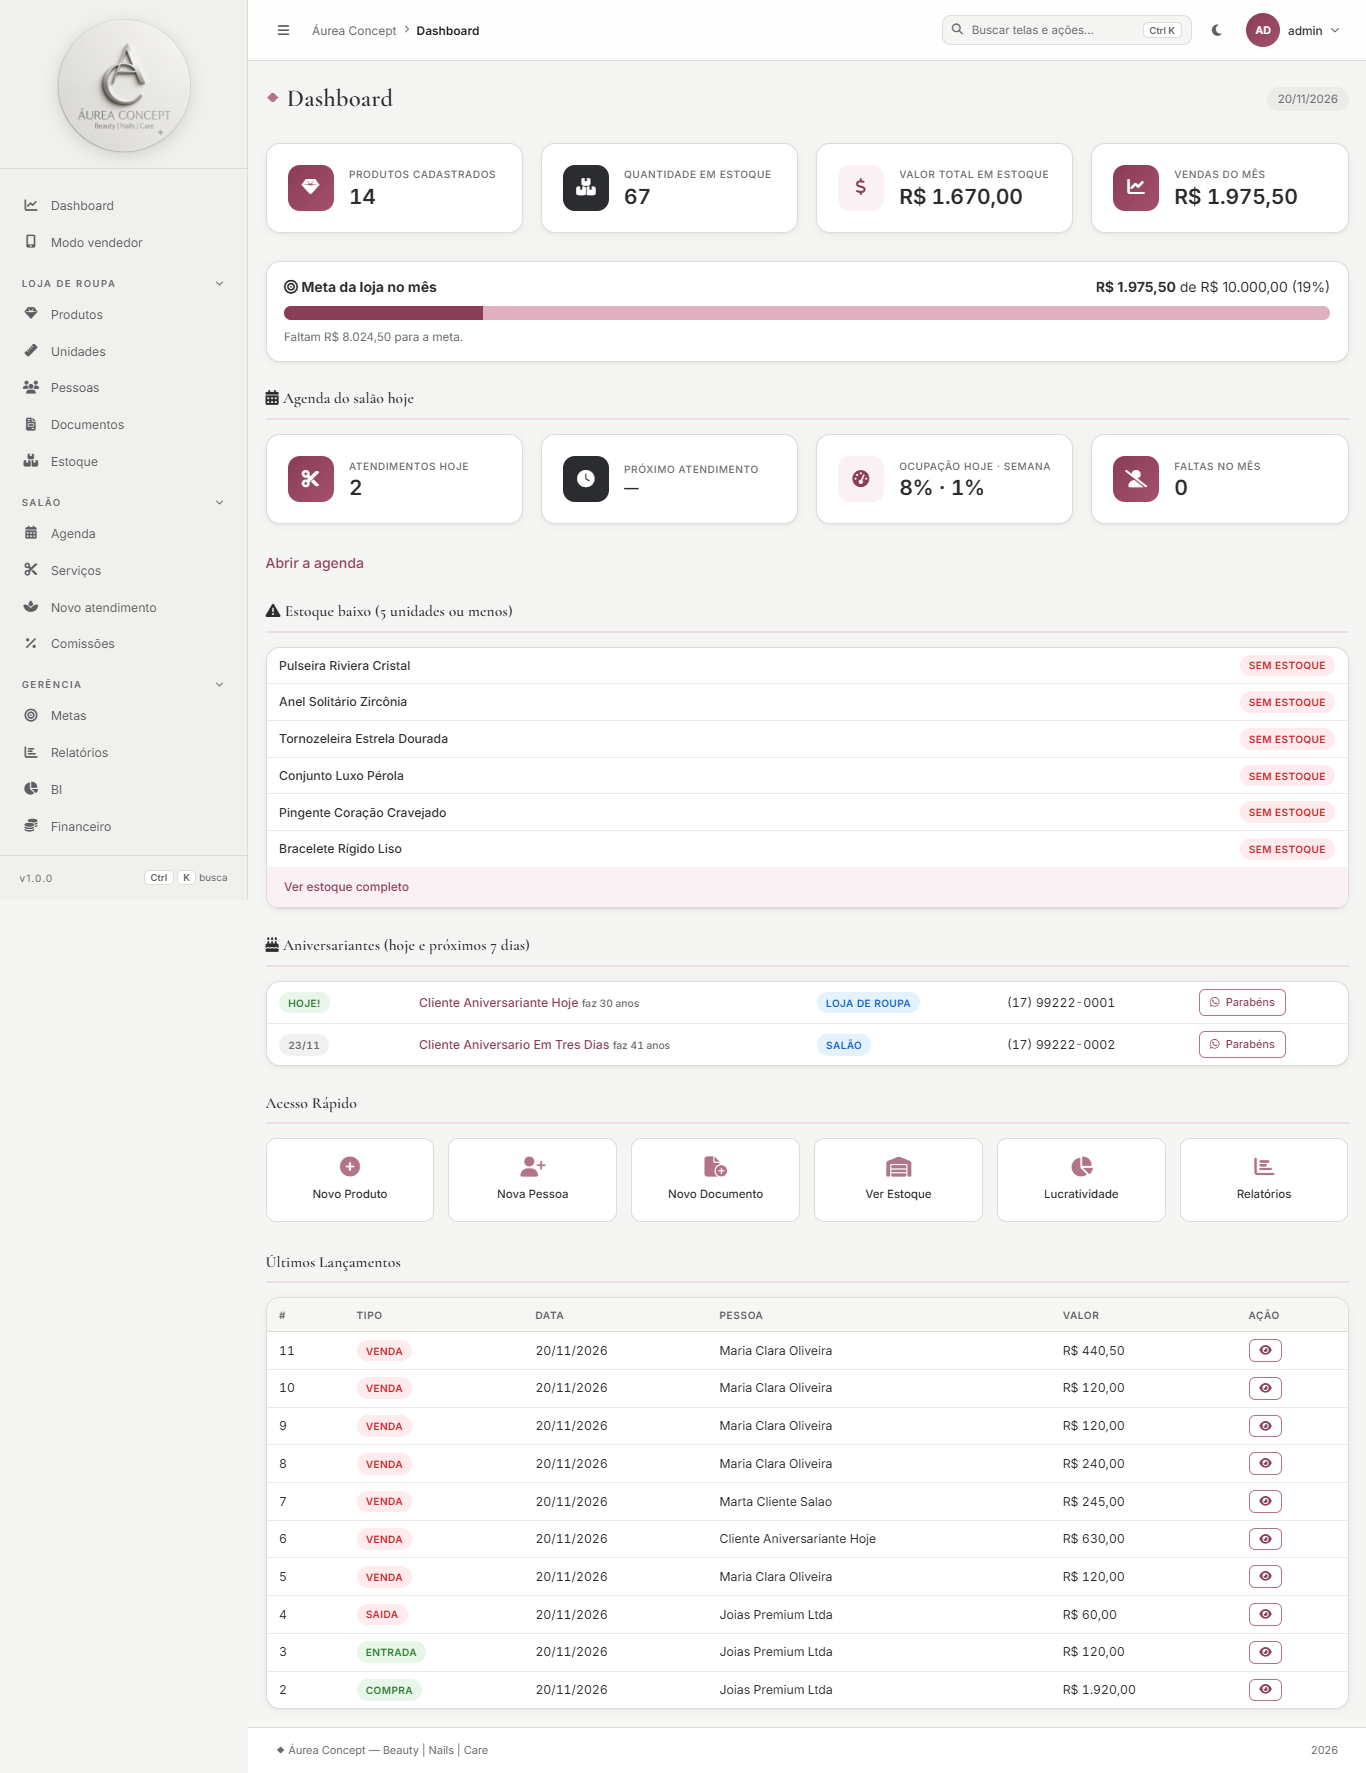 ÁUREA CONCEPT
Beauty | Nails | Care
Dashboard
Modo vendedor
LOJA DE ROUPA
Produtos
Unidades
Pessoas
Documentos
Estoque
SALÃO
Agenda
Serviços
Novo atendimento
Comissões
GERÊNCIA
Metas
Relatórios
BI
Financeiro
v1.0.0 Ctrl K busca
Áurea Concept > Dashboard
Buscar telas e ações... Ctrl K
AD admin
Dashboard
20/11/2026
PRODUTOS CADASTRADOS
14
QUANTIDADE EM ESTOQUE
67
VALOR TOTAL EM ESTOQUE
R$ 1.670,00
VENDAS DO MÊS
R$ 1.975,50
Meta da loja no mês
R$ 1.975,50 de R$ 10.000,00 (19%)
Faltam R$ 8.024,50 para a meta.
Agenda do salão hoje
ATENDIMENTOS HOJE
2
PRÓXIMO ATENDIMENTO
—
OCUPAÇÃO HOJE · SEMANA
8% · 1%
FALTAS NO MÊS
0
Abrir a agenda
Estoque baixo (5 unidades ou menos)
Pulseira Riviera Cristal SEM ESTOQUE
Anel Solitário Zircônia SEM ESTOQUE
Tornozeleira Estrela Dourada SEM ESTOQUE
Conjunto Luxo Pérola SEM ESTOQUE
Pingente Coração Cravejado SEM ESTOQUE
Bracelete Rígido Liso SEM ESTOQUE
Ver estoque completo
Aniversariantes (hoje e próximos 7 dias)
HOJE! Cliente Aniversariante Hoje faz 30 anos LOJA DE ROUPA (17) 99222-0001 Parabéns
23/11 Cliente Aniversario Em Tres Dias faz 41 anos SALÃO (17) 99222-0002 Parabéns
Acesso Rápido
Novo Produto
Nova Pessoa
Novo Documento
Ver Estoque
Lucratividade
Relatórios
Últimos Lançamentos
# TIPO DATA PESSOA VALOR AÇÃO
11 VENDA 20/11/2026 Maria Clara Oliveira R$ 440,50
10 VENDA 20/11/2026 Maria Clara Oliveira R$ 120,00
9 VENDA 20/11/2026 Maria Clara Oliveira R$ 120,00
8 VENDA 20/11/2026 Maria Clara Oliveira R$ 240,00
7 VENDA 20/11/2026 Marta Cliente Salao R$ 245,00
6 VENDA 20/11/2026 Cliente Aniversariante Hoje R$ 630,00
5 VENDA 20/11/2026 Maria Clara Oliveira R$ 120,00
4 SAIDA 20/11/2026 Joias Premium Ltda R$ 60,00
3 ENTRADA 20/11/2026 Joias Premium Ltda R$ 120,00
2 COMPRA 20/11/2026 Joias Premium Ltda R$ 1.920,00
Áurea Concept — Beauty | Nails | Care
2026